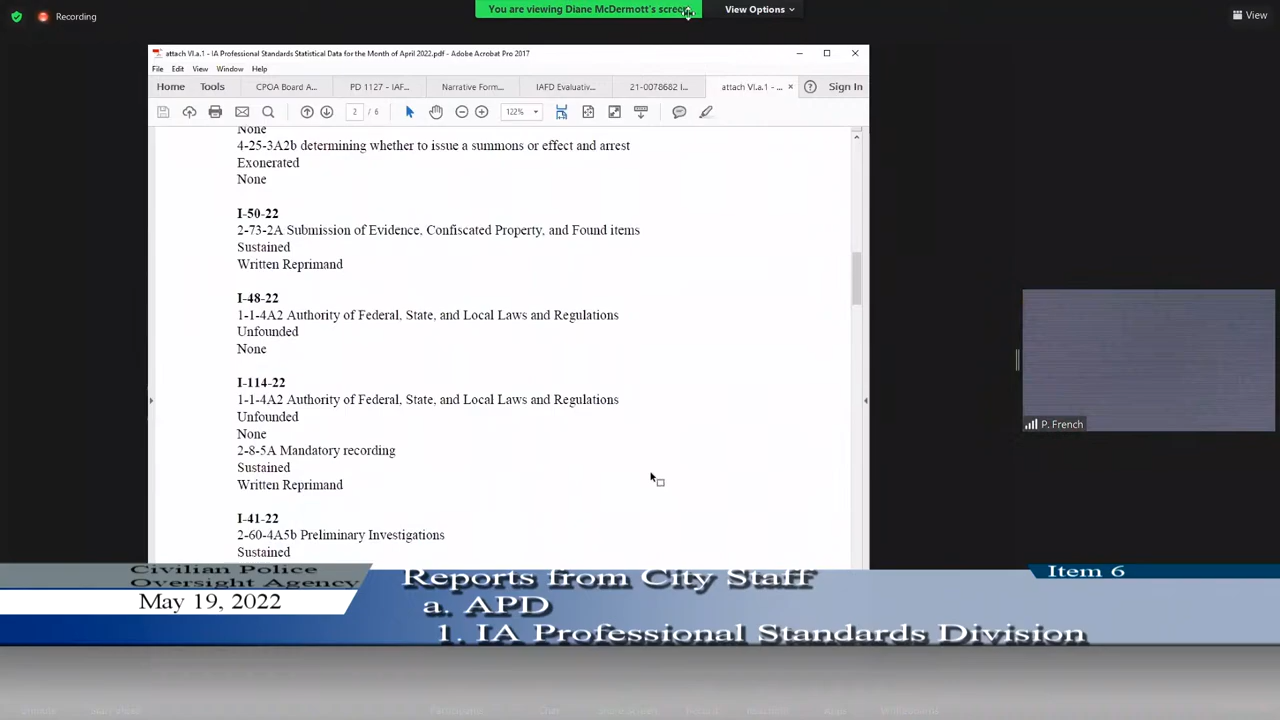 You are viewing Diane McDermott's screen
View Options
Recording
View
attach VI.a.1 - IA Professional Standards Statistical Data for the Month of April 2022.pdf - Adobe Acrobat Pro 2017
File Edit View Window Help
Home Tools CPOA Board A... PD 1127 - IAF... Narrative Form... IAFD Evaluativ... 21-0078682 I... attach VI.a.1 - ... × Sign In
2 / 6 122%
None
4-25-3A2b determining whether to issue a summons or effect and arrest
Exonerated
None
I-50-22
2-73-2A Submission of Evidence, Confiscated Property, and Found items
Sustained
Written Reprimand
I-48-22
1-1-4A2 Authority of Federal, State, and Local Laws and Regulations
Unfounded
None
I-114-22
1-1-4A2 Authority of Federal, State, and Local Laws and Regulations
Unfounded
None
2-8-5A Mandatory recording
Sustained
Written Reprimand
I-41-22
2-60-4A5b Preliminary Investigations
Sustained
P. French
Civilian Police
Oversight Agency
May 19, 2022
Reports from City Staff
a. APD
1. IA Professional Standards Division
Item 6